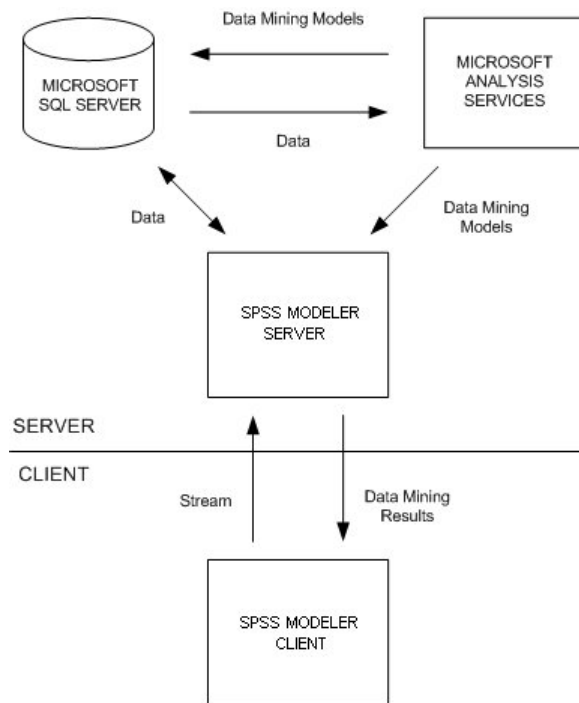 Data Mining Models
MICROSOFT
SQL SERVER
MICROSOFT
ANALYSIS
SERVICES
Data
Data
Data Mining
Models
SPSS MODELER
SERVER
SERVER
CLIENT
Stream
Data Mining
Results
SPSS MODELER
CLIENT